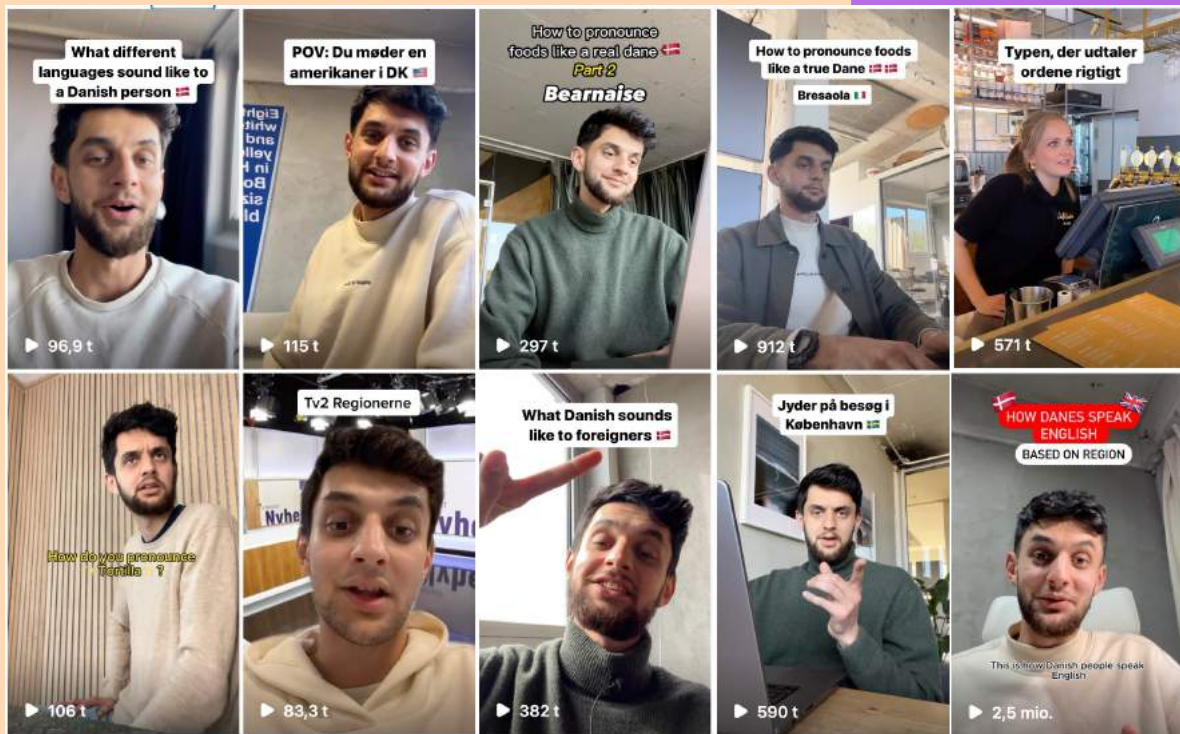 What different
languages sound like to
a Danish person 🇩🇰
96,9 t
POV: Du møder en
amerikaner i DK 🇺🇸
115 t
How to pronounce
foods like a real dane 🇩🇰
Part 2
Bearnaise
297 t
How to pronounce foods
like a true Dane 🇩🇰 🇩🇰
Bresaola 🇮🇹
912 t
Typen, der udtaler
ordene rigtigt
571 t
How do you pronounce
Tortilla ?
106 t
Tv2 Regionerne
Nyhe
83,3 t
What Danish sounds
like to foreigners 🇩🇰
382 t
Jyder på besøg i
København 🇸🇪
590 t
HOW DANES SPEAK
ENGLISH
BASED ON REGION
This is how Danish people speak
English
2,5 mio.